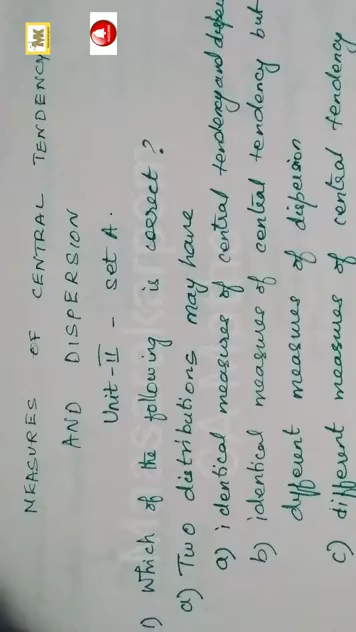 MEASURES OF CENTRAL TENDENCY
AND DISPERSION
Unit-II - set A.
1) Which of the following is correct?
a) Two distributions may have
a) identical measures of central tendency and
b) identical measures of central tendency but
different measures of dispersion
c) different measures of central tendency
MK